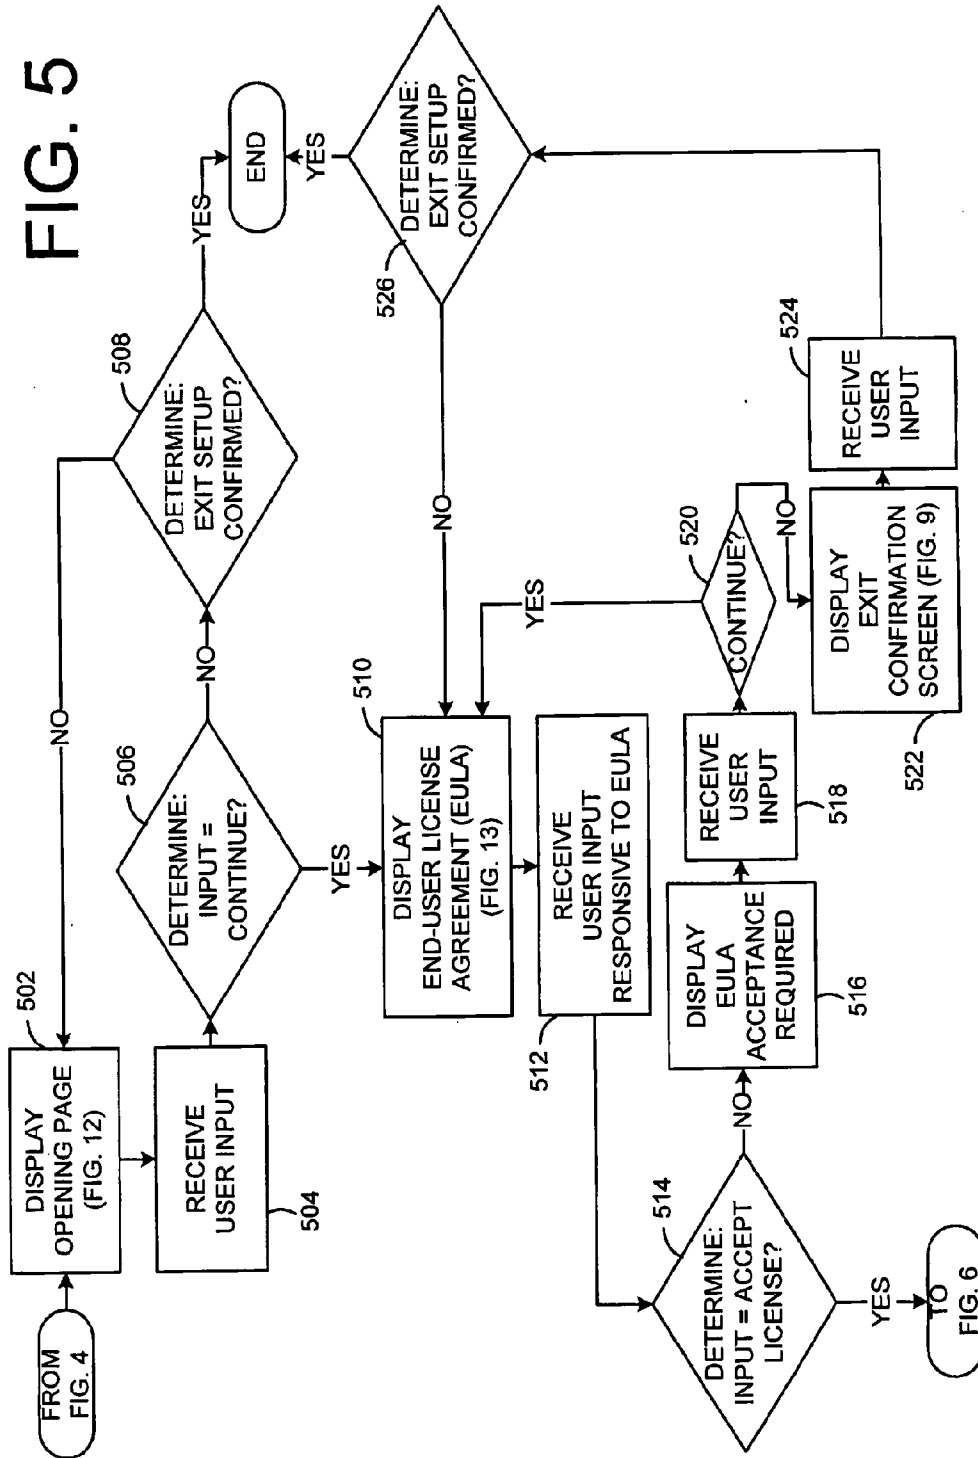 FIG. 5
FROM
FIG. 4
502
DISPLAY
OPENING PAGE
(FIG. 12)
RECEIVE
USER INPUT
504
506
DETERMINE:
INPUT =
CONTINUE?
NO
YES
508
DETERMINE:
EXIT SETUP
CONFIRMED?
NO
YES
END
510
DISPLAY
END-USER LICENSE
AGREEMENT (EULA)
(FIG. 13)
RECEIVE
USER INPUT
RESPONSIVE TO EULA
512
514
DETERMINE:
INPUT = ACCEPT
LICENSE?
YES
TO
FIG. 6
NO
DISPLAY
EULA
ACCEPTANCE
REQUIRED
516
RECEIVE
USER
INPUT
518
520
CONTINUE?
YES
NO
DISPLAY
EXIT
CONFIRMATION
SCREEN (FIG. 9)
522
524
RECEIVE
USER
INPUT
526
DETERMINE:
EXIT SETUP
CONFIRMED?
YES
NO